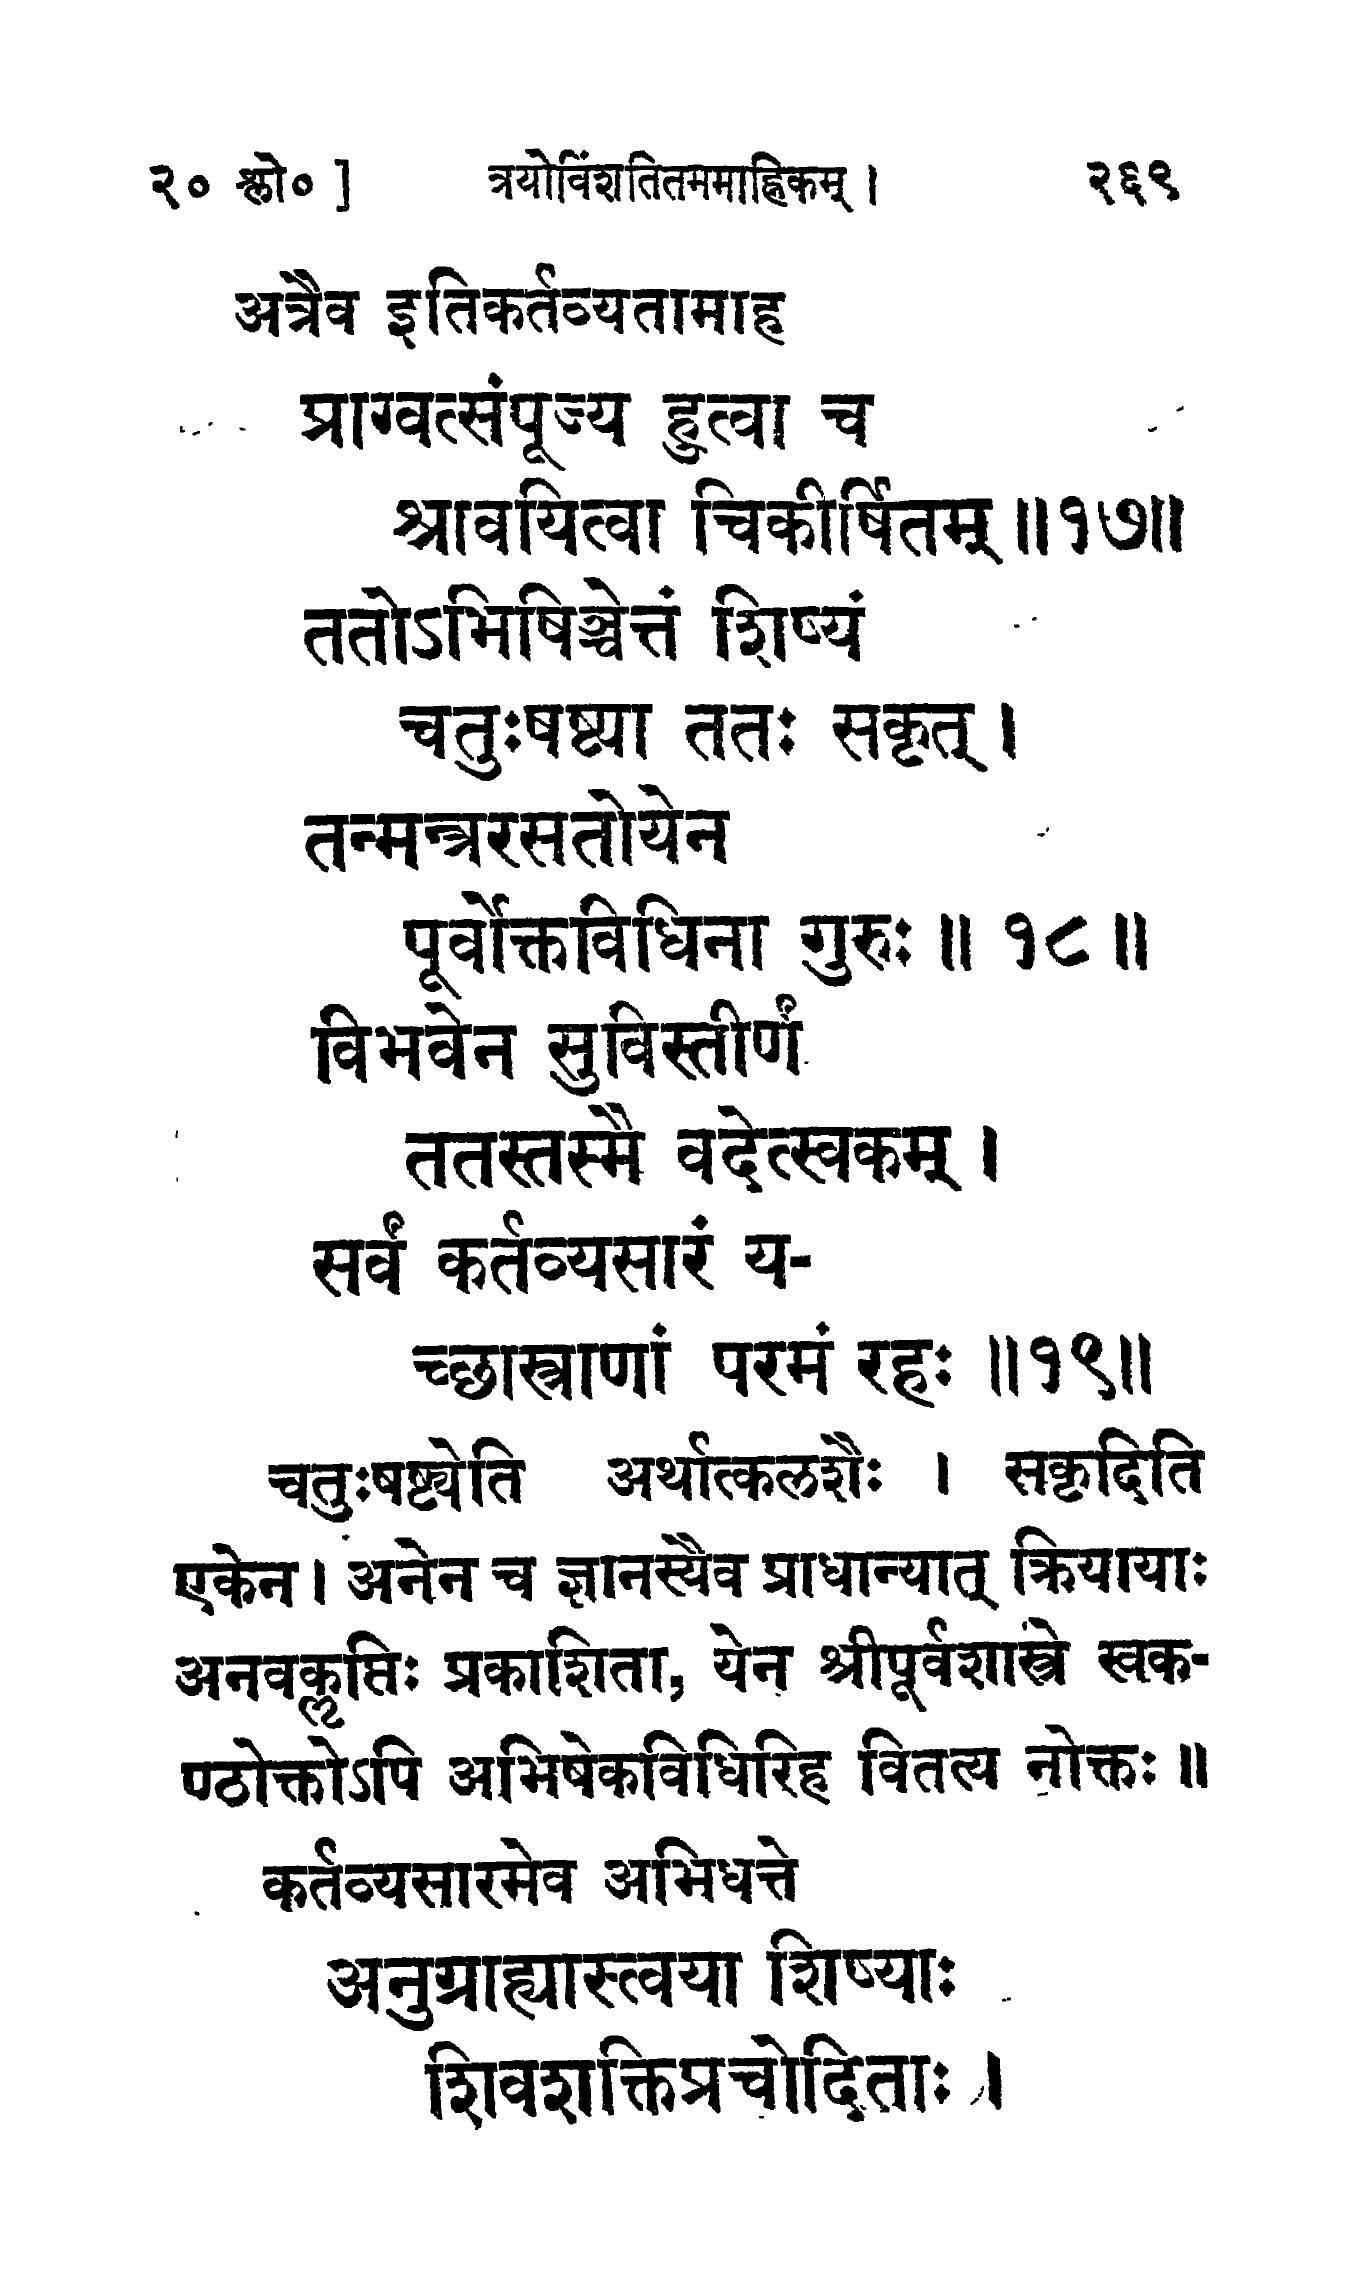 २० श्लो० ] त्रयोविंशतितममाह्निकम् । २६९
अत्रैव इतिकर्तव्यतामाह
प्राग्वत्संपूज्य हुत्वा च
श्रावयित्वा चिकीर्षितम् ॥१७॥
ततोऽभिषिञ्चेत्तं शिष्यं
चतुःषष्ट्या ततः सकृत् ।
तन्मन्त्ररसतोयेन
पूर्वोक्तविधिना गुरुः ॥ १८ ॥
विभवेन सुविस्तीर्णं
ततस्तस्मै वदेत्स्वकम् ।
सर्वं कर्तव्यसारं य-
च्छास्त्राणां परमं रहः ॥१९॥
चतुःषष्ट्येति अर्थात्कलशैः । सकृदिति
एकेन । अनेन च ज्ञानस्यैव प्राधान्यात् क्रियायाः
अनवकॢप्तिः प्रकाशिता, येन श्रीपूर्वशास्त्रे स्वक-
ण्ठोक्तोऽपि अभिषेकविधिरिह वितत्य नोक्तः ॥
कर्तव्यसारमेव अभिधत्ते
अनुग्राह्यास्त्वया शिष्याः
शिवशक्तिप्रचोदिताः ।